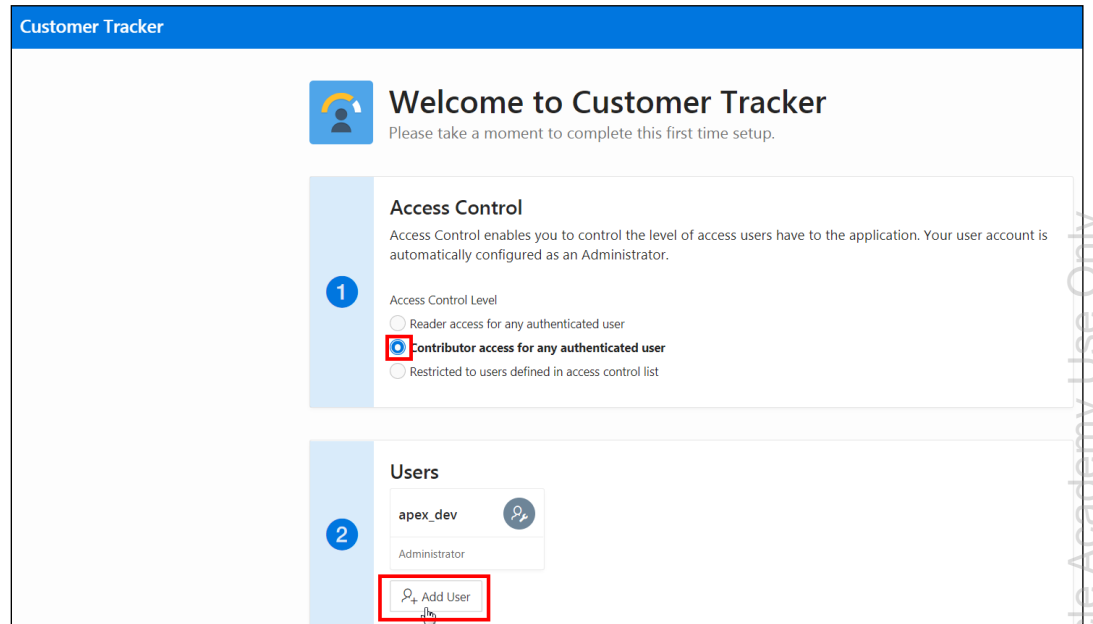 Customer Tracker
Welcome to Customer Tracker
Please take a moment to complete this first time setup.
Access Control
Access Control enables you to control the level of access users have to the application. Your user account is
automatically configured as an Administrator.
1
Access Control Level
Reader access for any authenticated user
Contributor access for any authenticated user
Restricted to users defined in access control list
Users
apex_dev
2
Administrator
Add User
Academy Use Only